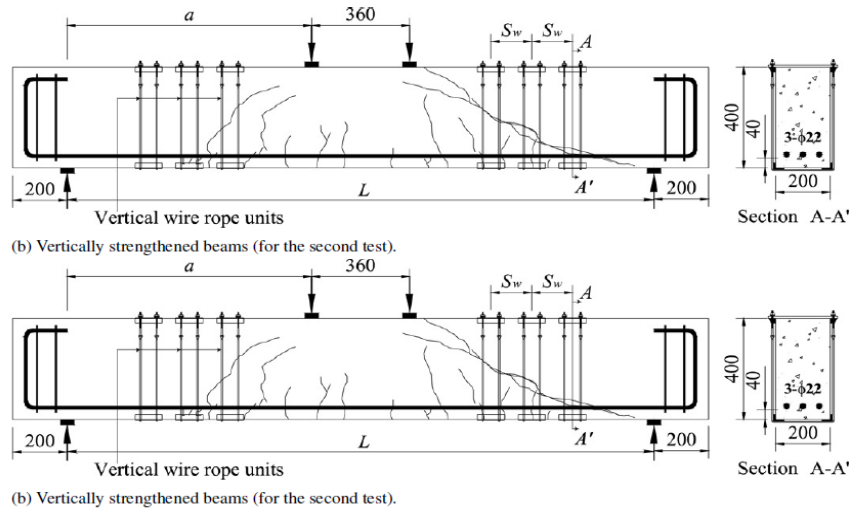 a
360
Sw
Sw
A
400
40
3-ϕ22
200
L
A'
200
200
Vertical wire rope units
Section A-A'
(b) Vertically strengthened beams (for the second test).
a
360
Sw
Sw
A
400
40
3-ϕ22
200
L
A'
200
200
Vertical wire rope units
Section A-A'
(b) Vertically strengthened beams (for the second test).